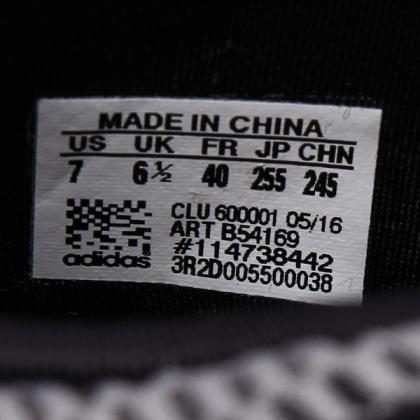 MADE IN CHINA
US UK FR JP CHN
7 6½ 40 255 245
CLU 600001 05/16
ART B54169
#114738442
adidas 3R2D005500038